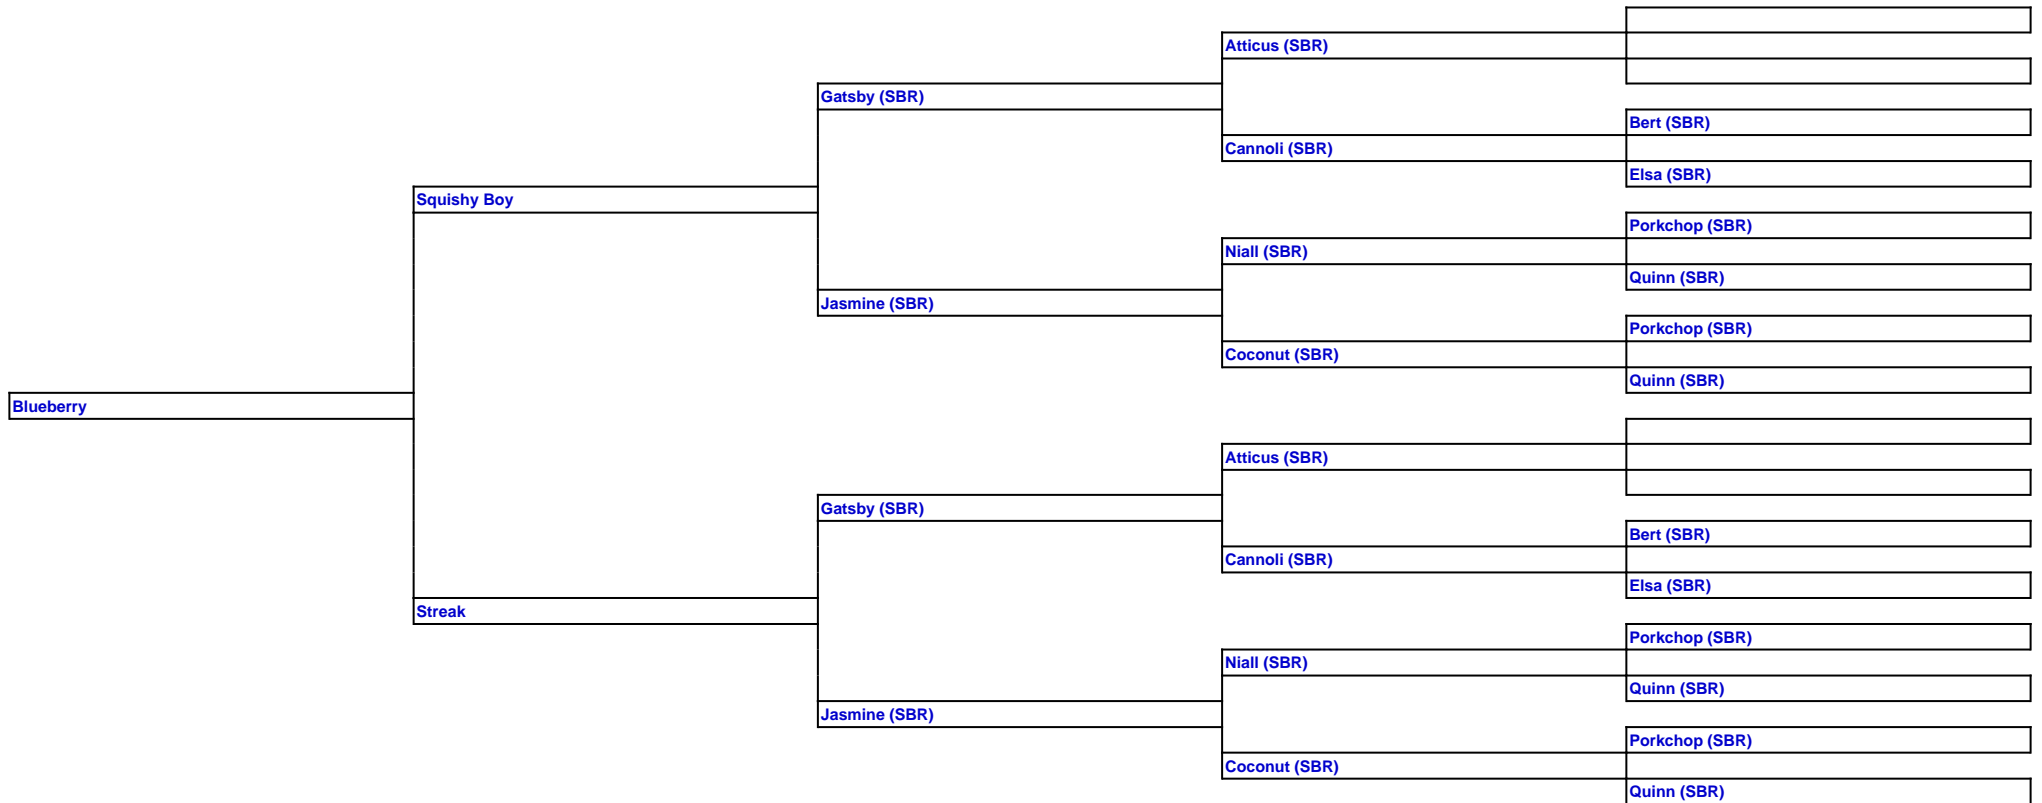 Atticus (SBR)
Gatsby (SBR)
Bert (SBR)
Cannoli (SBR)
Elsa (SBR)
Squishy Boy
Porkchop (SBR)
Niall (SBR)
Quinn (SBR)
Jasmine (SBR)
Porkchop (SBR)
Coconut (SBR)
Quinn (SBR)
Blueberry
Atticus (SBR)
Gatsby (SBR)
Bert (SBR)
Cannoli (SBR)
Elsa (SBR)
Streak
Porkchop (SBR)
Niall (SBR)
Quinn (SBR)
Jasmine (SBR)
Porkchop (SBR)
Coconut (SBR)
Quinn (SBR)